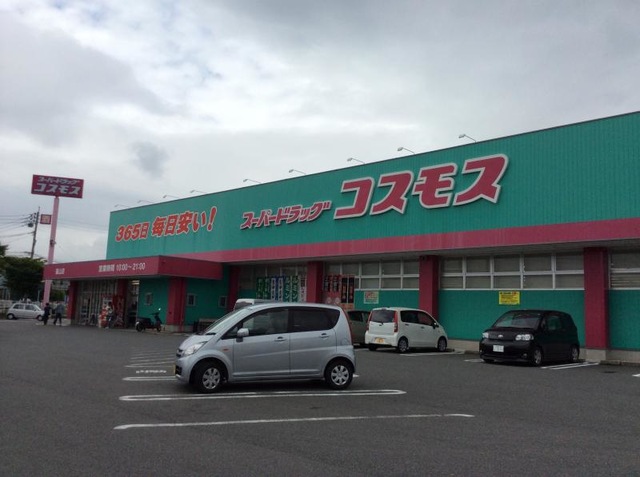 スーパードラッグ
コスモス
365日 毎日安い!
スーパードラッグ コスモス
営業時間 10:00~21:00